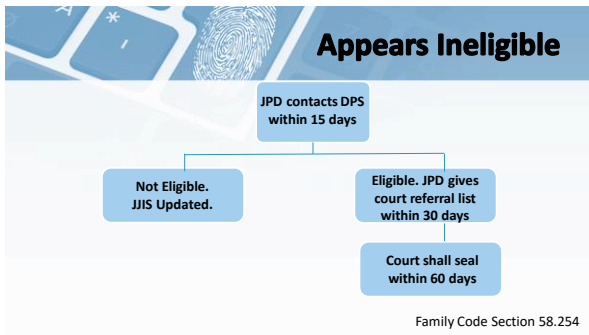 Appears Ineligible
JPD contacts DPS
within 15 days
Not Eligible.
JJIS Updated.
Eligible. JPD gives
court referral list
within 30 days
Court shall seal
within 60 days
Family Code Section 58.254
A
*